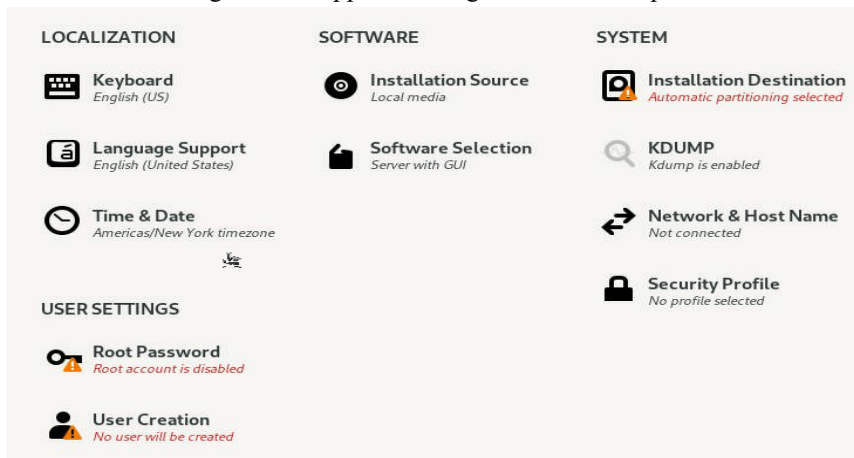 LOCALIZATION
Keyboard
English (US)
Language Support
English (United States)
Time & Date
Americas/New York timezone
USER SETTINGS
Root Password
Root account is disabled
User Creation
No user will be created
SOFTWARE
Installation Source
Local media
Software Selection
Server with GUI
SYSTEM
Installation Destination
Automatic partitioning selected
KDUMP
Kdump is enabled
Network & Host Name
Not connected
Security Profile
No profile selected